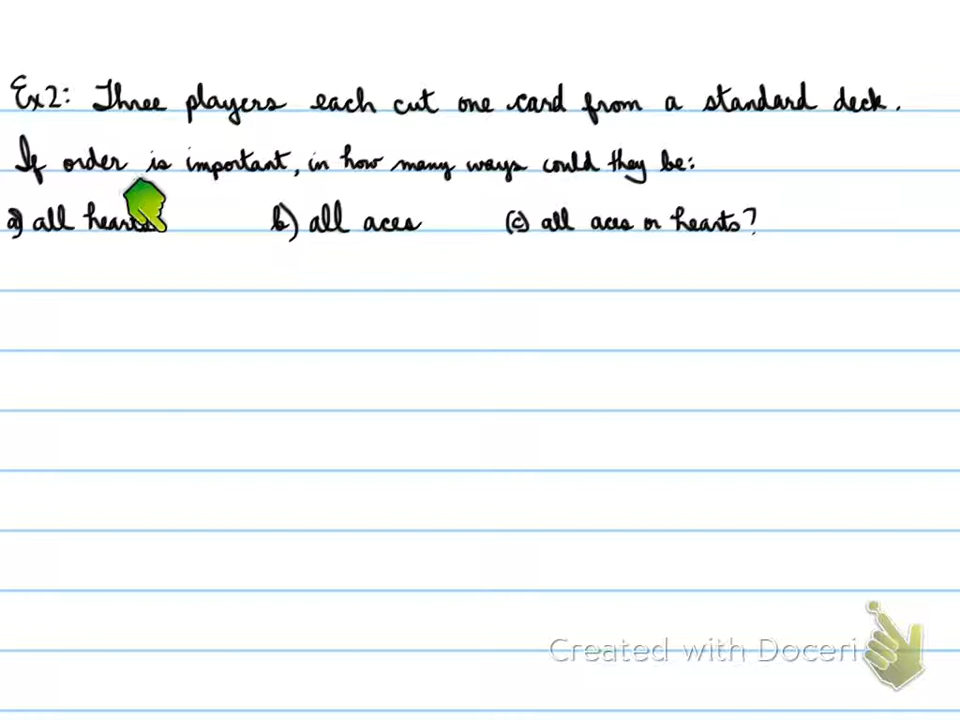 Ex2: Three players each cut one card from a standard deck.
If order is important, in how many ways could they be:
a) all hearts b) all aces (c) all aces or hearts?
Created with Doceri